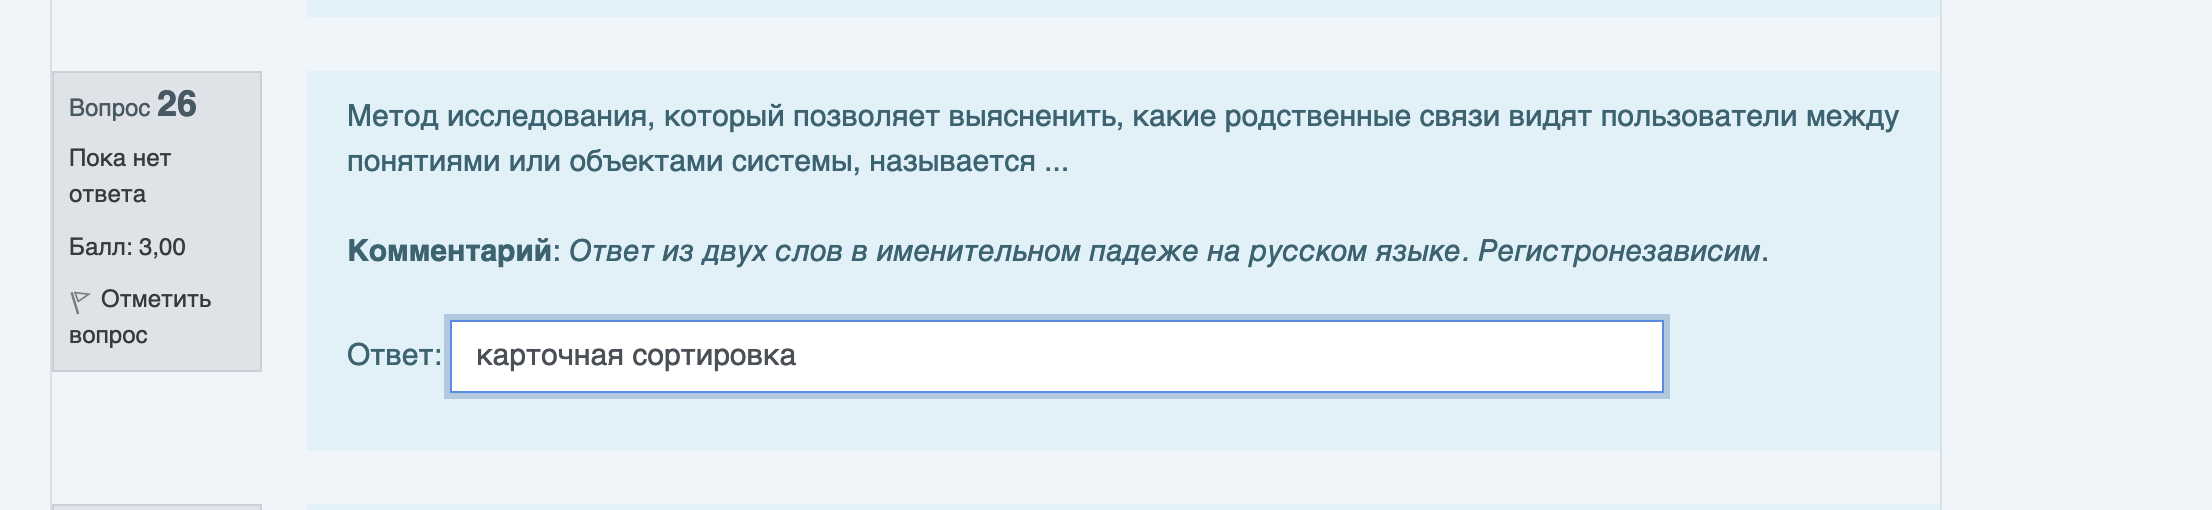 Вопрос 26
Пока нет
ответа
Балл: 3,00
Отметить
вопрос
Метод исследования, который позволяет выясненить, какие родственные связи видят пользователи между
понятиями или объектами системы, называется ...
Комментарий: Ответ из двух слов в именительном падеже на русском языке. Регистронезависим.
Ответ: карточная сортировка